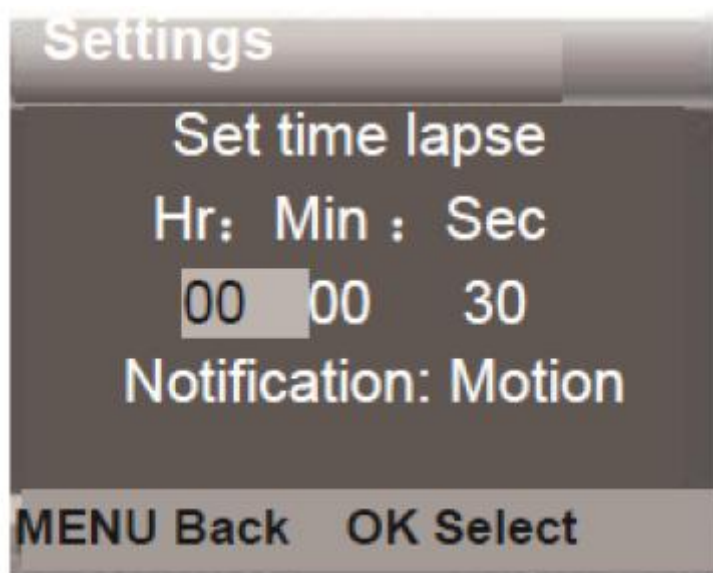 Settings
Set time lapse
Hr: Min : Sec
00 00 30
Notification: Motion
MENU Back OK Select